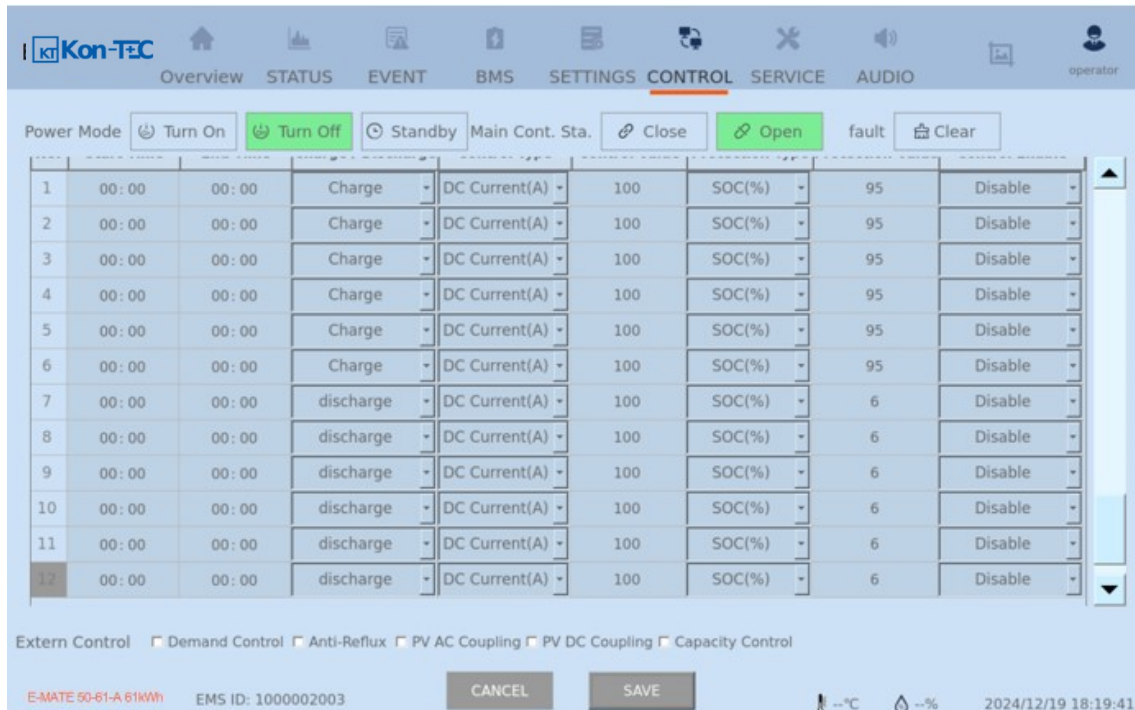 KT Kon-TEC
Overview STATUS EVENT BMS SETTINGS CONTROL SERVICE AUDIO operator
Power Mode Turn On Turn Off Standby Main Cont. Sta. Close Open fault Clear
1 00:00 00:00 Charge DC Current(A) 100 SOC(%) 95 Disable
2 00:00 00:00 Charge DC Current(A) 100 SOC(%) 95 Disable
3 00:00 00:00 Charge DC Current(A) 100 SOC(%) 95 Disable
4 00:00 00:00 Charge DC Current(A) 100 SOC(%) 95 Disable
5 00:00 00:00 Charge DC Current(A) 100 SOC(%) 95 Disable
6 00:00 00:00 Charge DC Current(A) 100 SOC(%) 95 Disable
7 00:00 00:00 discharge DC Current(A) 100 SOC(%) 6 Disable
8 00:00 00:00 discharge DC Current(A) 100 SOC(%) 6 Disable
9 00:00 00:00 discharge DC Current(A) 100 SOC(%) 6 Disable
10 00:00 00:00 discharge DC Current(A) 100 SOC(%) 6 Disable
11 00:00 00:00 discharge DC Current(A) 100 SOC(%) 6 Disable
12 00:00 00:00 discharge DC Current(A) 100 SOC(%) 6 Disable
Extern Control Demand Control Anti-Reflux PV AC Coupling PV DC Coupling Capacity Control
CANCEL SAVE
E-MATE 50-61-A 61kWh EMS ID: 1000002003 --°C --% 2024/12/19 18:19:41